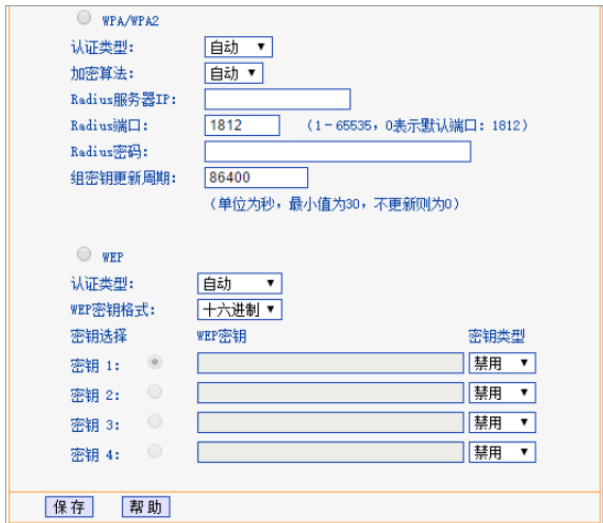 WPA/WPA2
认证类型： 自动
加密算法： 自动
Radius服务器IP：
Radius端口： 1812 （1-65535，0表示默认端口：1812）
Radius密码：
组密钥更新周期： 86400
（单位为秒，最小值为30，不更新则为0）
WEP
认证类型： 自动
WEP密钥格式： 十六进制
密钥选择 WEP密钥 密钥类型
密钥 1： 禁用
密钥 2： 禁用
密钥 3： 禁用
密钥 4： 禁用
保存 帮助